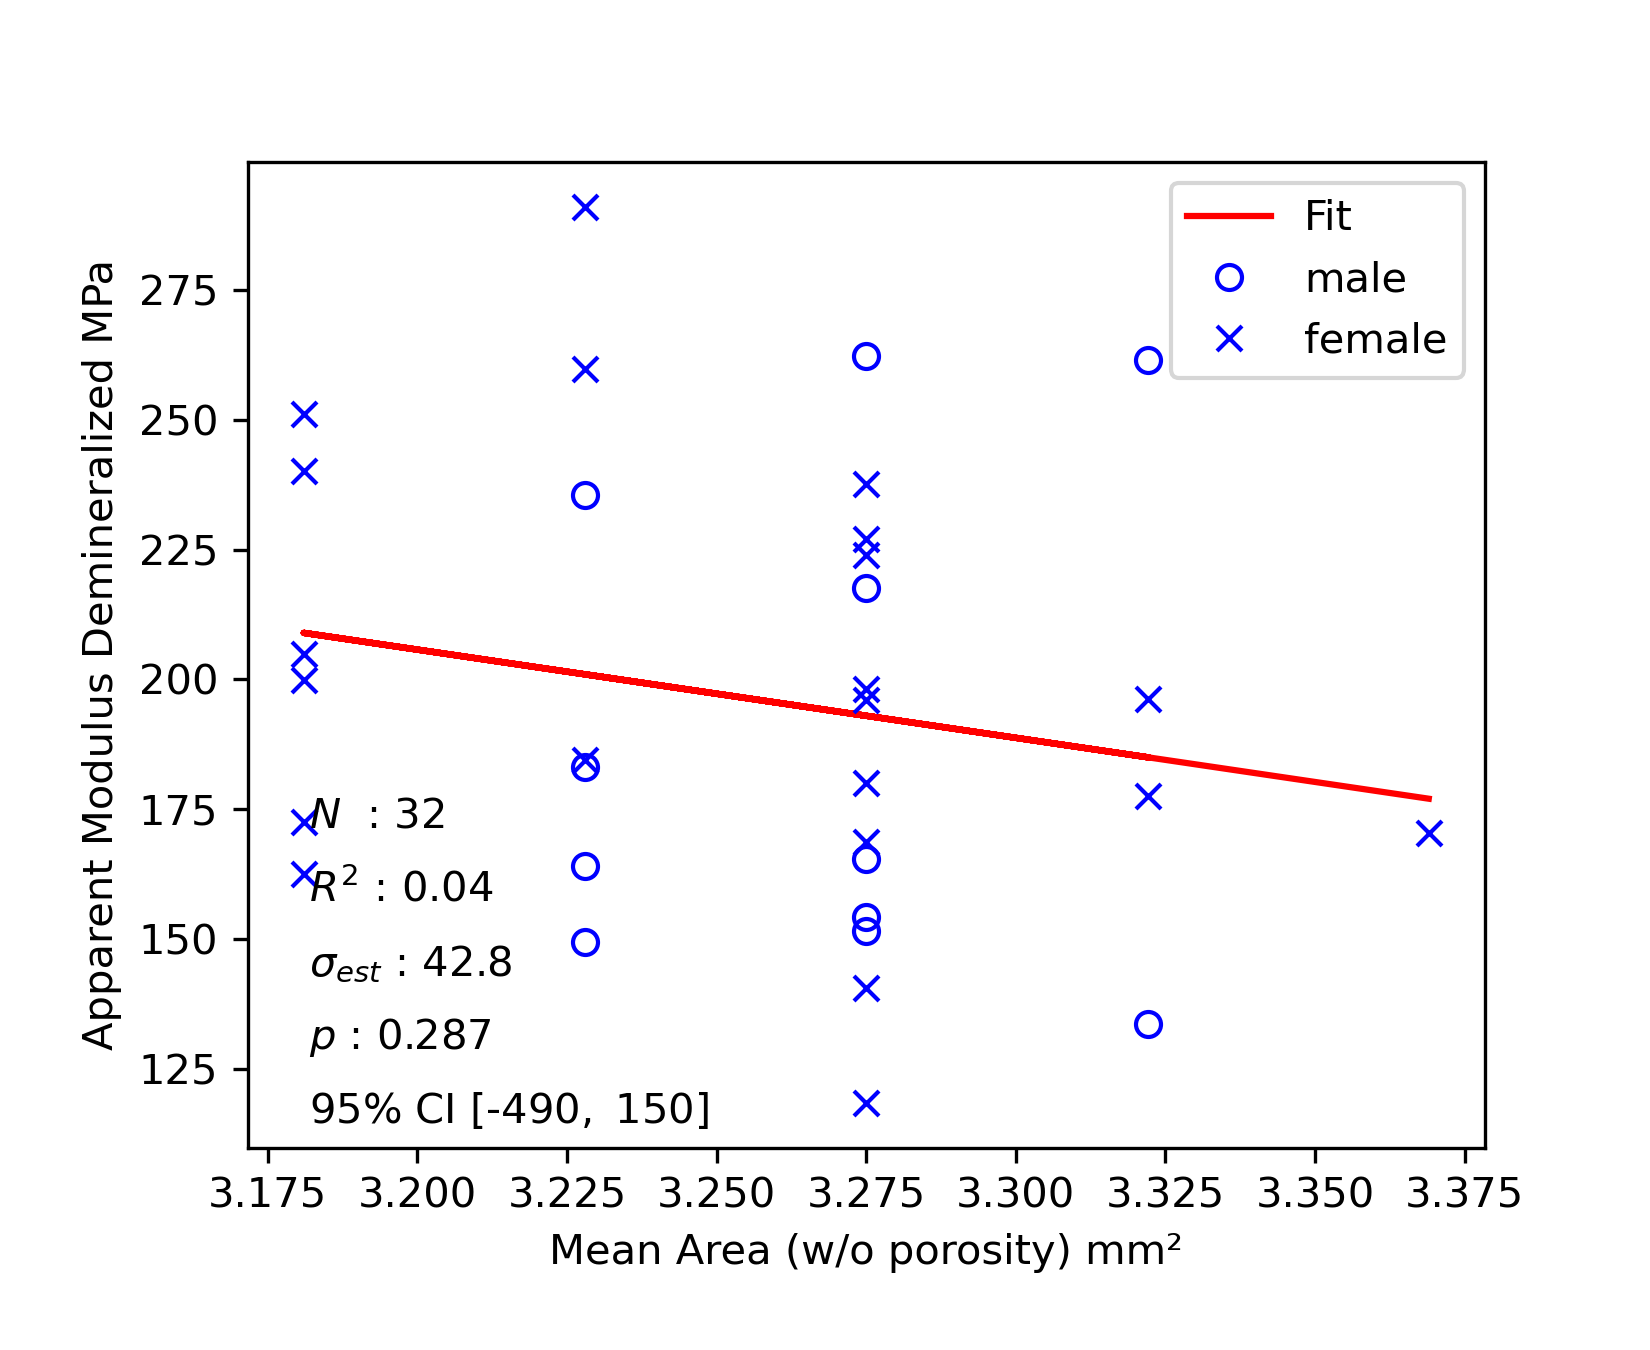 Fit
male
female
275
250
225
200
175
150
125
Apparent Modulus Demineralized MPa
N : 32
R² : 0.04
σest : 42.8
p : 0.287
95% CI [-490, 150]
3.175 3.200 3.225 3.250 3.275 3.300 3.325 3.350 3.375
Mean Area (w/o porosity) mm²